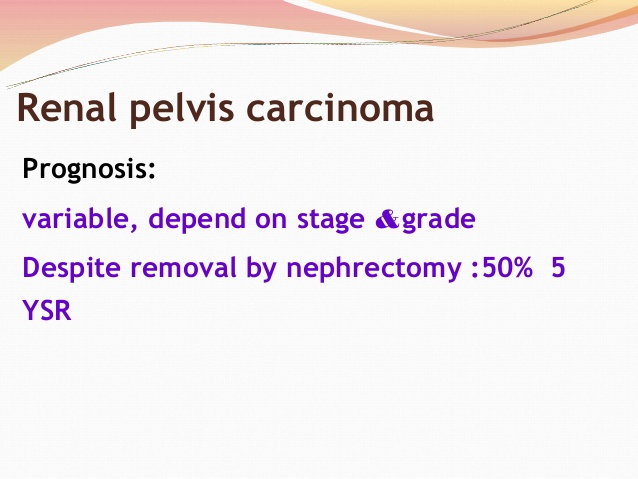 Renal pelvis carcinoma
Prognosis:
variable, depend on stage &grade
Despite removal by nephrectomy :50% 5
YSR